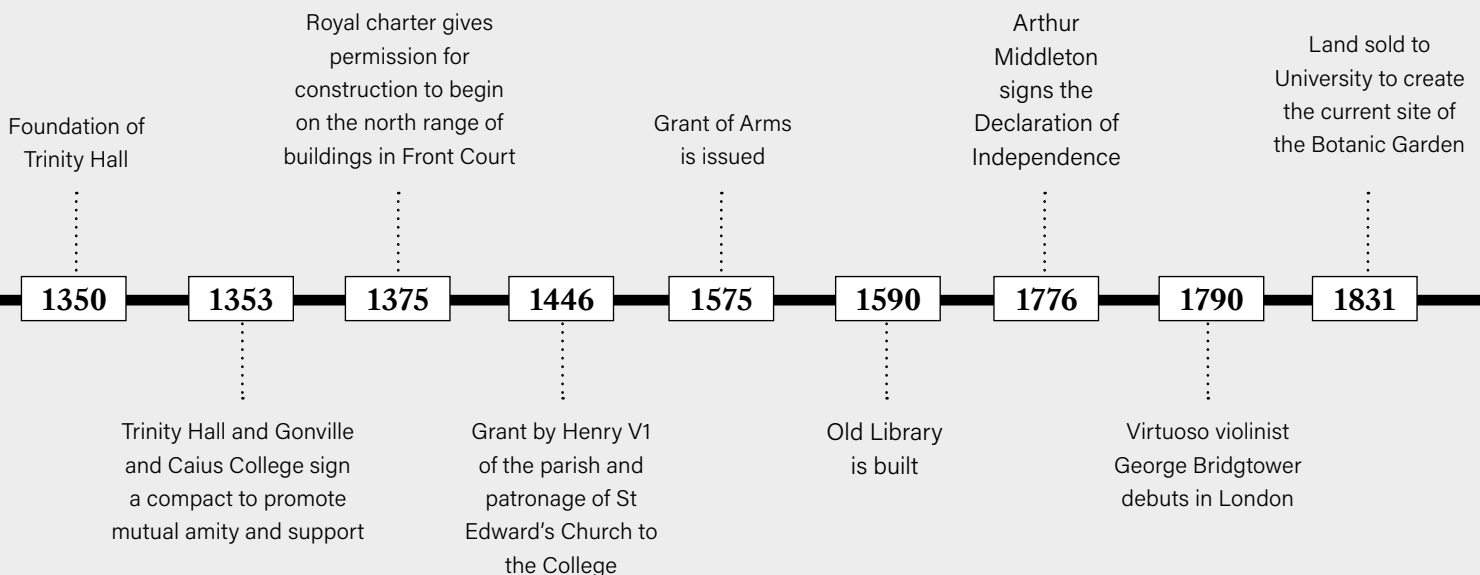 Foundation of
Trinity Hall
Royal charter gives
permission for
construction to begin
on the north range of
buildings in Front Court
Grant of Arms
is issued
Arthur
Middleton
signs the
Declaration of
Independence
Land sold to
University to create
the current site of
the Botanic Garden
1350
1353
1375
1446
1575
1590
1776
1790
1831
Trinity Hall and Gonville
and Caius College sign
a compact to promote
mutual amity and support
Grant by Henry V1
of the parish and
patronage of St
Edward's Church to
the College
Old Library
is built
Virtuoso violinist
George Bridgtower
debuts in London